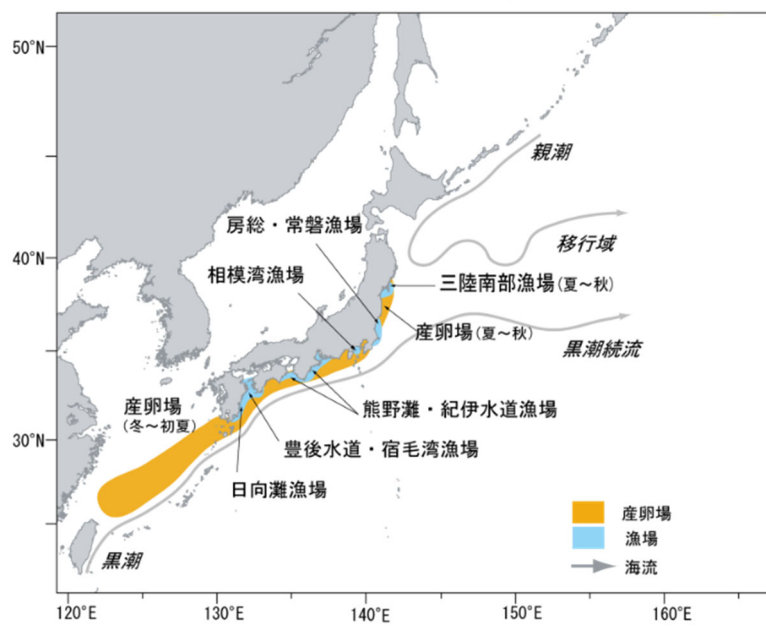 50°N
40°N
30°N
親潮
移行域
房総・常磐漁場
相模湾漁場
三陸南部漁場(夏～秋)
産卵場(夏～秋)
黒潮続流
産卵場
(冬～初夏)
熊野灘・紀伊水道漁場
豊後水道・宿毛湾漁場
日向灘漁場
黒潮
産卵場
漁場
海流
120°E
130°E
140°E
150°E
160°E